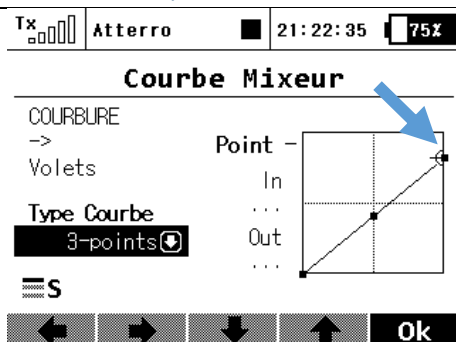 Tx Atterro 21:22:35 75%
Courbe Mixeur
COURBURE
->
Volets
Type Courbe
3-points
S
Point -
In
...
Out
...
Ok